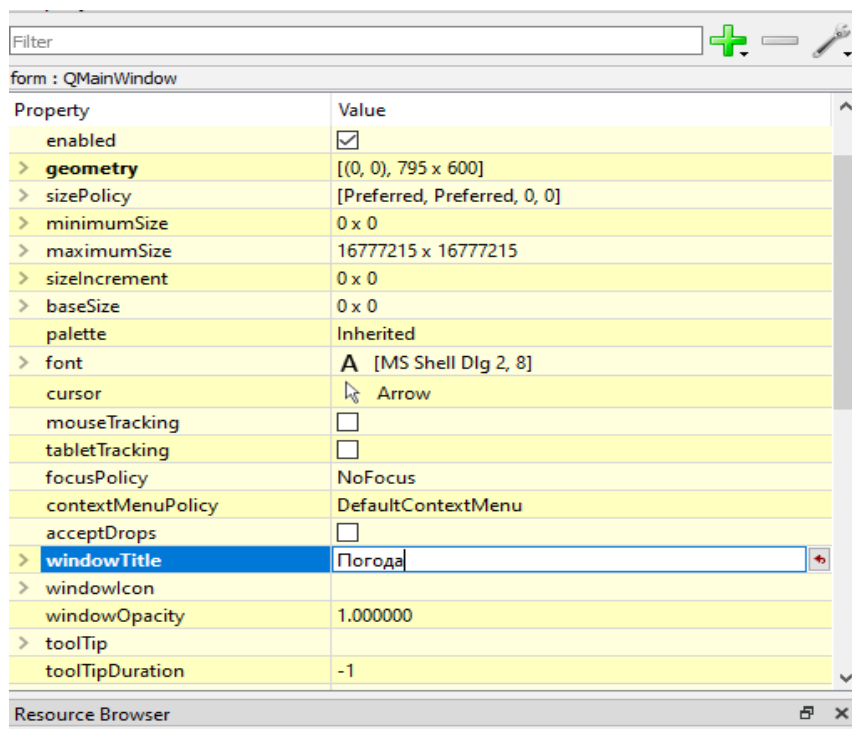 Filter
form : QMainWindow
Property Value
enabled
geometry [(0, 0), 795 x 600]
sizePolicy [Preferred, Preferred, 0, 0]
minimumSize 0 x 0
maximumSize 16777215 x 16777215
sizeIncrement 0 x 0
baseSize 0 x 0
palette Inherited
font A [MS Shell Dlg 2, 8]
cursor Arrow
mouseTracking
tabletTracking
focusPolicy NoFocus
contextMenuPolicy DefaultContextMenu
acceptDrops
windowTitle Погода
windowIcon
windowOpacity 1.000000
toolTip
toolTipDuration -1
Resource Browser